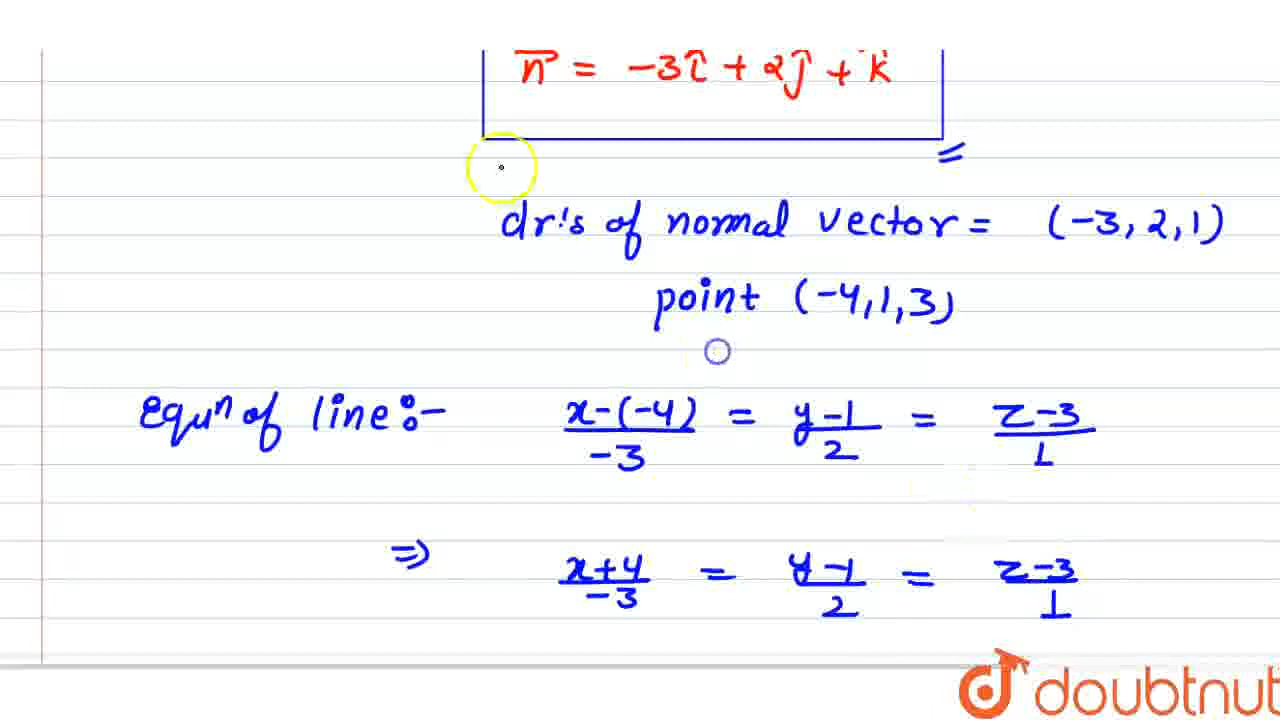 n⃗ = -3î + 2ĵ + k̂
dr's of normal vector = (-3, 2, 1)
point (-4, 1, 3)
Equⁿ of line:- x-(-4)/-3 = y-1/2 = z-3/1
⇒ x+4/-3 = y-1/2 = z-3/1
doubtnut